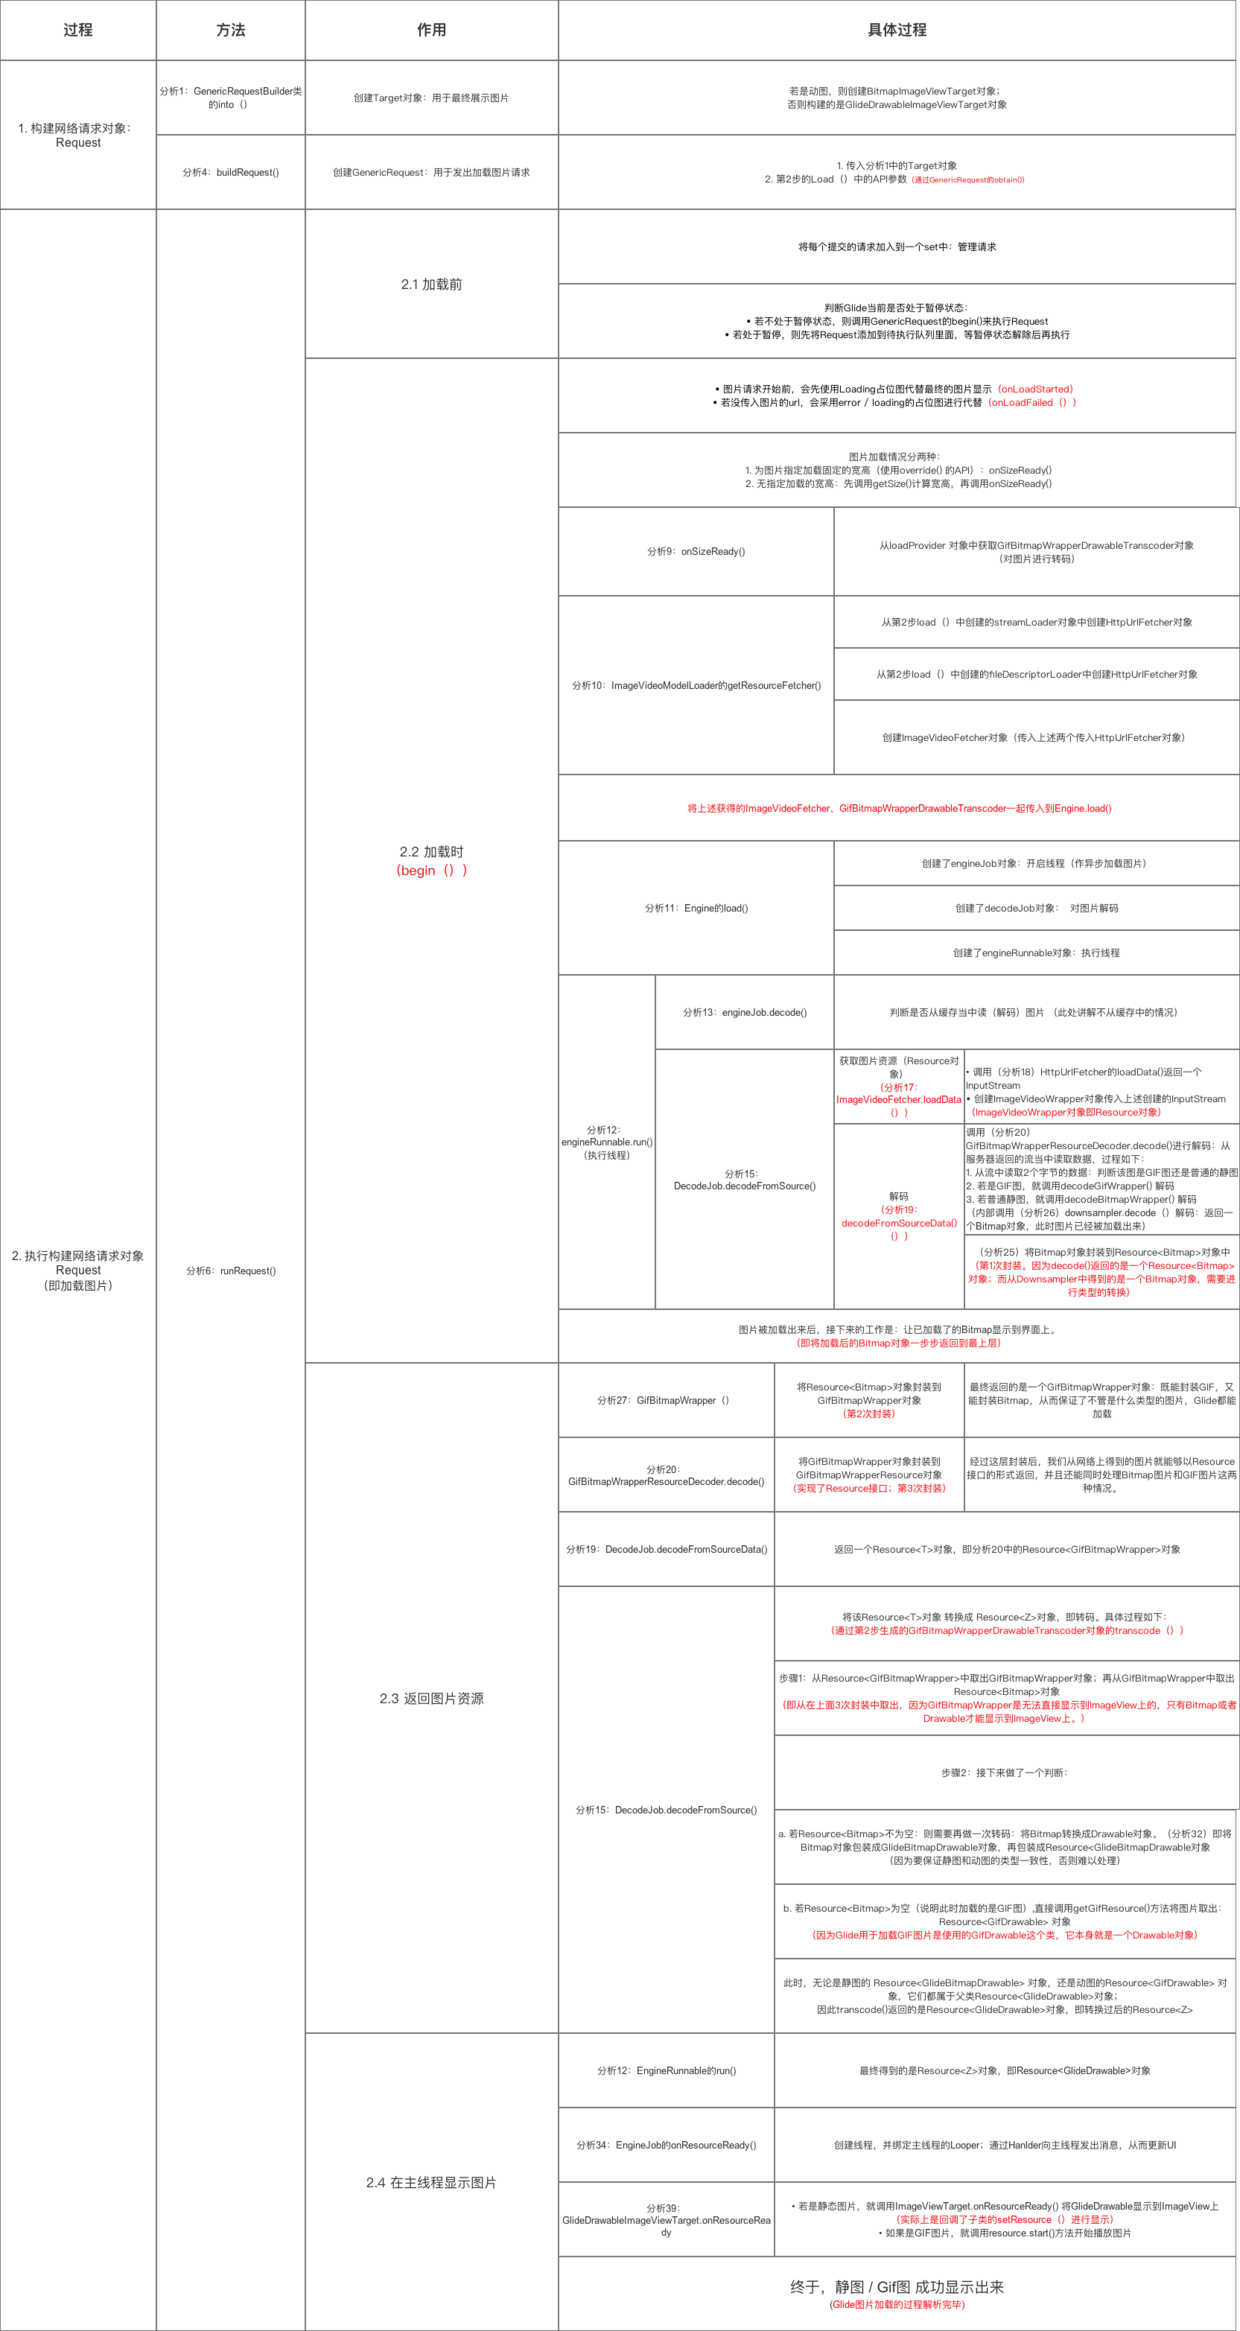 过程
方法
作用
具体过程
1. 构建网络请求对象：
Request
分析1：GenericRequestBuilder类
的into（）
创建Target对象：用于最终展示图片
若是动图，则创建BitmapImageViewTarget对象；
否则构建的是GlideDrawableImageViewTarget对象
分析4：buildRequest()
创建GenericRequest：用于发出加载图片请求
1. 传入分析1中的Target对象
2. 第2步的Load（）中的API参数（通过GenericRequest的obtain()）
2. 执行构建网络请求对象
Request
（即加载图片）
分析6：runRequest()
2.1 加载前
将每个提交的请求加入到一个set中：管理请求
判断Glide当前是否处于暂停状态：
• 若不处于暂停状态，则调用GenericRequest的begin()来执行Request
• 若处于暂停，则先将Request添加到待执行队列里面，等暂停状态解除后再执行
2.2 加载时
（begin（））
• 图片请求开始前，会先使用Loading占位图代替最终的图片显示（onLoadStarted）
• 若没传入图片的url，会采用error / loading的占位图进行代替（onLoadFailed（））
图片加载情况分两种：
1. 为图片指定加载固定的宽高（使用override() 的API）：onSizeReady()
2. 无指定加载的宽高：先调用getSize()计算宽高，再调用onSizeReady()
分析9：onSizeReady()
从loadProvider 对象中获取GifBitmapWrapperDrawableTranscoder对象
（对图片进行转码）
分析10：ImageVideoModelLoader的getResourceFetcher()
从第2步load（）中创建的streamLoader对象中创建HttpUrlFetcher对象
从第2步load（）中创建的fileDescriptorLoader中创建HttpUrlFetcher对象
创建ImageVideoFetcher对象（传入上述两个传入HttpUrlFetcher对象）
将上述获得的ImageVideoFetcher、GifBitmapWrapperDrawableTranscoder一起传入到Engine.load()
分析11：Engine的load()
创建了engineJob对象：开启线程（作异步加载图片）
创建了decodeJob对象： 对图片解码
创建了engineRunnable对象：执行线程
分析12：
engineRunnable.run()
（执行线程）
分析13：engineJob.decode()
判断是否从缓存当中读（解码）图片 （此处讲解不从缓存中的情况）
分析15：
DecodeJob.decodeFromSource()
获取图片资源（Resource对
象）
（分析17：
ImageVideoFetcher.loadData
（））
• 调用（分析18）HttpUrlFetcher的loadData()返回一个
InputStream
• 创建ImageVideoWrapper对象传入上述创建的InputStream
（ImageVideoWrapper对象即Resource对象）
解码
（分析19：
decodeFromSourceData()
（））
调用（分析20）
GifBitmapWrapperResourceDecoder.decode()进行解码：从
服务器返回的流当中读取数据，过程如下：
1. 从流中读取2个字节的数据：判断该图是GIF图还是普通的静图
2. 若是GIF图，就调用decodeGifWrapper() 解码
3. 若普通静图，就调用decodeBitmapWrapper() 解码
（内部调用（分析26）downsampler.decode（）解码：返回一
个Bitmap对象，此时图片已经被加载出来）
（分析25）将Bitmap对象封装到Resource<Bitmap>对象中
（第1次封装。因为decode()返回的是一个Resource<Bitmap>
对象；而从Downsampler中得到的是一个Bitmap对象，需要进
行类型的转换）
图片被加载出来后，接下来的工作是：让已加载了的Bitmap显示到界面上。
（即将加载后的Bitmap对象一步步返回到最上层）
2.3 返回图片资源
分析27：GifBitmapWrapper（）
将Resource<Bitmap>对象封装到
GifBitmapWrapper对象
（第2次封装）
最终返回的是一个GifBitmapWrapper对象：既能封装GIF，又
能封装Bitmap，从而保证了不管是什么类型的图片，Glide都能
加载
分析20：
GifBitmapWrapperResourceDecoder.decode()
将GifBitmapWrapper对象封装到
GifBitmapWrapperResource对象
（实现了Resource接口；第3次封装）
经过这层封装后，我们从网络上得到的图片就能够以Resource
接口的形式返回，并且还能同时处理Bitmap图片和GIF图片这两
种情况。
分析19：DecodeJob.decodeFromSourceData()
返回一个Resource<T>对象，即分析20中的Resource<GifBitmapWrapper>对象
分析15：DecodeJob.decodeFromSource()
将该Resource<T>对象 转换成 Resource<Z>对象，即转码。具体过程如下：
（通过第2步生成的GifBitmapWrapperDrawableTranscoder对象的transcode（））
步骤1：从Resource<GifBitmapWrapper>中取出GifBitmapWrapper对象；再从GifBitmapWrapper中取出
Resource<Bitmap>对象
（即从在上面3次封装中取出，因为GifBitmapWrapper是无法直接显示到ImageView上的，只有Bitmap或者
Drawable才能显示到ImageView上。）
步骤2：接下来做了一个判断：
a. 若Resource<Bitmap>不为空：则需要再做一次转码：将Bitmap转换成Drawable对象。（分析32）即将
Bitmap对象包装成GlideBitmapDrawable对象，再包装成Resource<GlideBitmapDrawable对象
（因为要保证静图和动图的类型一致性，否则难以处理）
b. 若Resource<Bitmap>为空（说明此时加载的是GIF图）,直接调用getGifResource()方法将图片取出：
Resource<GifDrawable> 对象
（因为Glide用于加载GIF图片是使用的GifDrawable这个类，它本身就是一个Drawable对象）
此时，无论是静图的 Resource<GlideBitmapDrawable> 对象，还是动图的Resource<GifDrawable> 对
象，它们都属于父类Resource<GlideDrawable>对象；
因此transcode()返回的是Resource<GlideDrawable>对象，即转换过后的Resource<Z>
2.4 在主线程显示图片
分析12：EngineRunnable的run()
最终得到的是Resource<Z>对象，即Resource<GlideDrawable>对象
分析34：EngineJob的onResourceReady()
创建线程，并绑定主线程的Looper；通过Hanlder向主线程发出消息，从而更新UI
分析39：
GlideDrawableImageViewTarget.onResourceRea
dy
• 若是静态图片，就调用ImageViewTarget.onResourceReady() 将GlideDrawable显示到ImageView上
（实际上是回调了子类的setResource（）进行显示）
• 如果是GIF图片，就调用resource.start()方法开始播放图片
终于，静图 / Gif图 成功显示出来
(Glide图片加载的过程解析完毕)